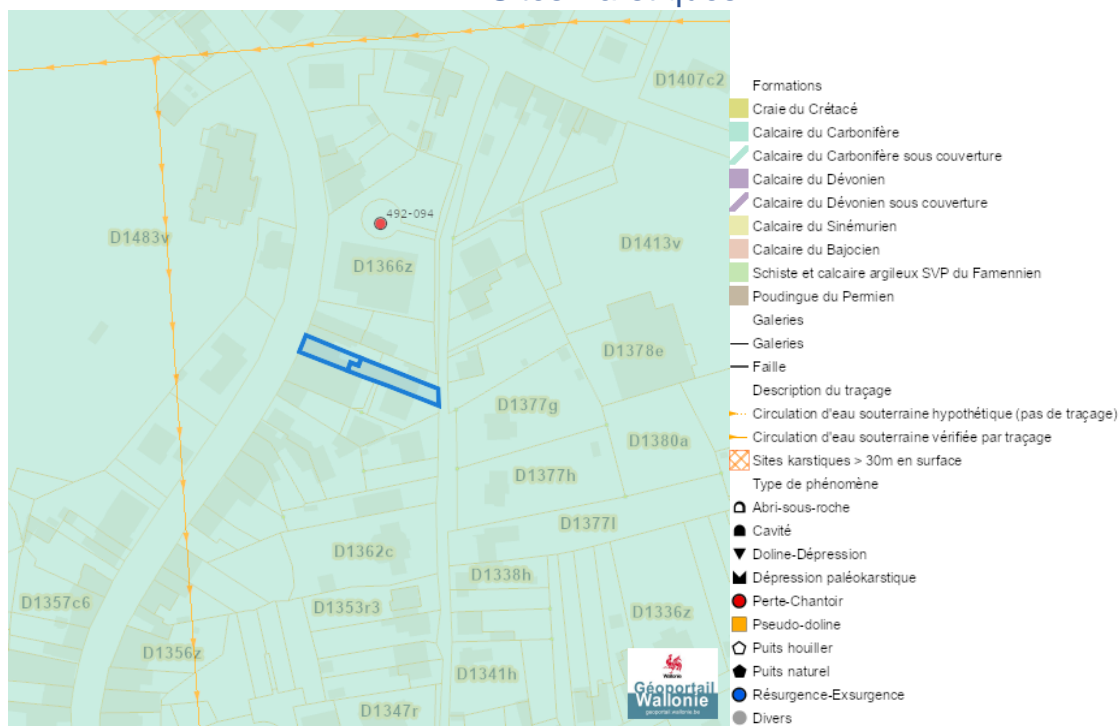 D1407c2
492-094
D1483v
D1413v
D1366z
D1378e
D1377g
D1380a
D1377h
D1377l
D1362c
D1338h
D1357c6
D1353r3
D1336z
D1356z
D1341h
D1347r
Wallonie
Géoportail
Wallonie
geoportail.wallonie.be
Formations
Craie du Crétacé
Calcaire du Carbonifère
Calcaire du Carbonifère sous couverture
Calcaire du Dévonien
Calcaire du Dévonien sous couverture
Calcaire du Sinémurien
Calcaire du Bajocien
Schiste et calcaire argileux SVP du Famennien
Poudingue du Permien
Galeries
Galeries
Faille
Description du traçage
Circulation d'eau souterraine hypothétique (pas de traçage)
Circulation d'eau souterraine vérifiée par traçage
Sites karstiques > 30m en surface
Type de phénomène
Abri-sous-roche
Cavité
Doline-Dépression
Dépression paléokarstique
Perte-Chantoir
Pseudo-doline
Puits houiller
Puits naturel
Résurgence-Exsurgence
Divers